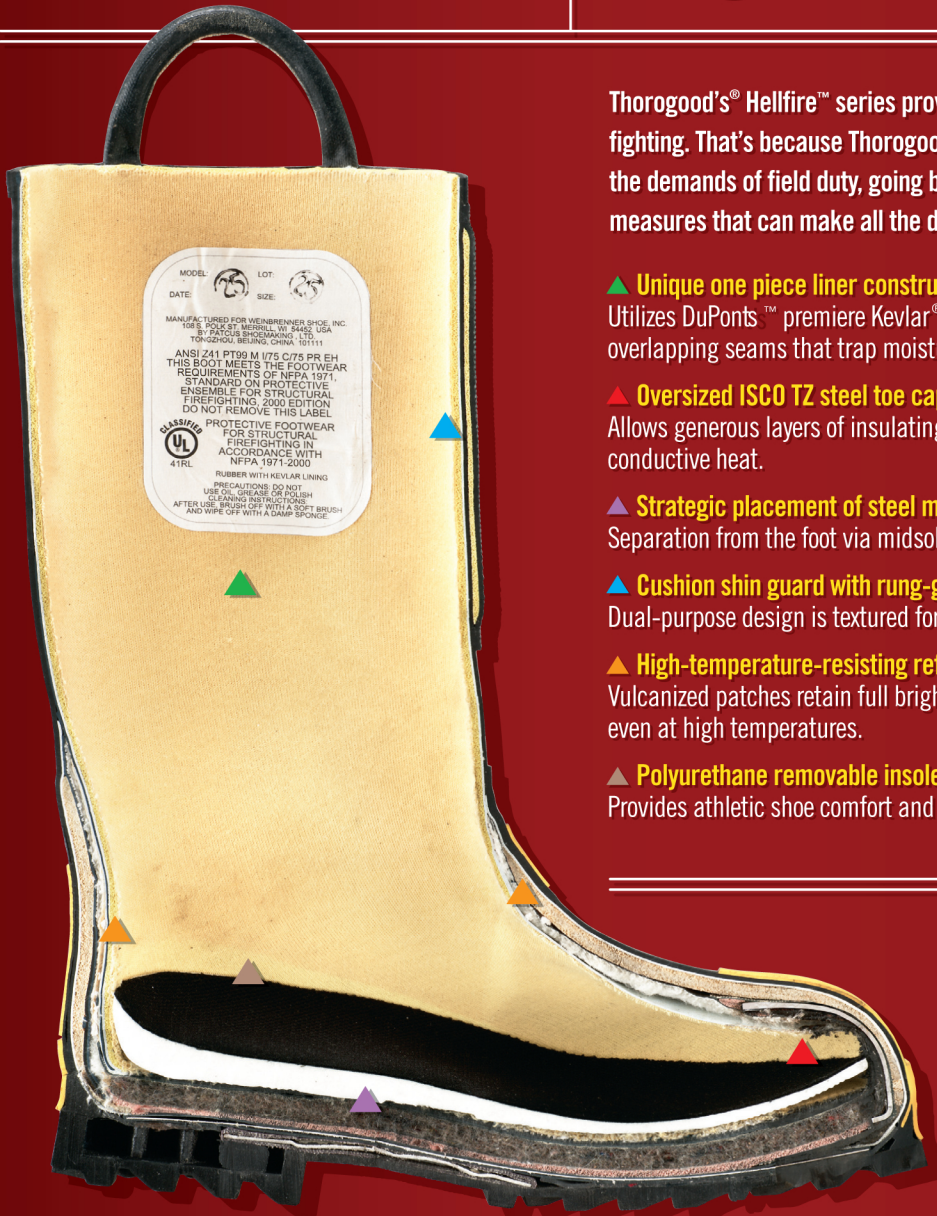 Thorogood's® Hellfire™ series prov
fighting. That's because Thorogood
the demands of field duty, going b
measures that can make all the d
Unique one piece liner constru
Utilizes DuPonts™ premiere Kevlar®
overlapping seams that trap moist
Oversized ISCO TZ steel toe cap
Allows generous layers of insulating
conductive heat.
Strategic placement of steel m
Separation from the foot via midsol
Cushion shin guard with rung-g
Dual-purpose design is textured for
High-temperature-resisting ref
Vulcanized patches retain full brigh
even at high temperatures.
Polyurethane removable insole
Provides athletic shoe comfort and
MODEL: LOT:
DATE: SIZE:
MANUFACTURED FOR WEINBRENNER SHOE, INC.
108 S. POLK ST. MERRILL, WI 54452 USA
BY PATCUS SHOEMAKING , LTD.
TONGZHOU, BEIJING, CHINA 101111
ANSI Z41 PT99 M I/75 C/75 PR EH
THIS BOOT MEETS THE FOOTWEAR
REQUIREMENTS OF NFPA 1971,
STANDARD ON PROTECTIVE
ENSEMBLE FOR STRUCTURAL
FIREFIGHTING, 2000 EDITION
DO NOT REMOVE THIS LABEL
CLASSIFIED
UL
41RL
PROTECTIVE FOOTWEAR
FOR STRUCTURAL
FIREFIGHTING IN
ACCORDANCE WITH
NFPA 1971-2000
RUBBER WITH KEVLAR LINING
PRECAUTIONS: DO NOT
USE OIL, GREASE OR POLISH
CLEANING INSTRUCTIONS:
AFTER USE, BRUSH OFF WITH A SOFT BRUSH
AND WIPE OFF WITH A DAMP SPONGE.